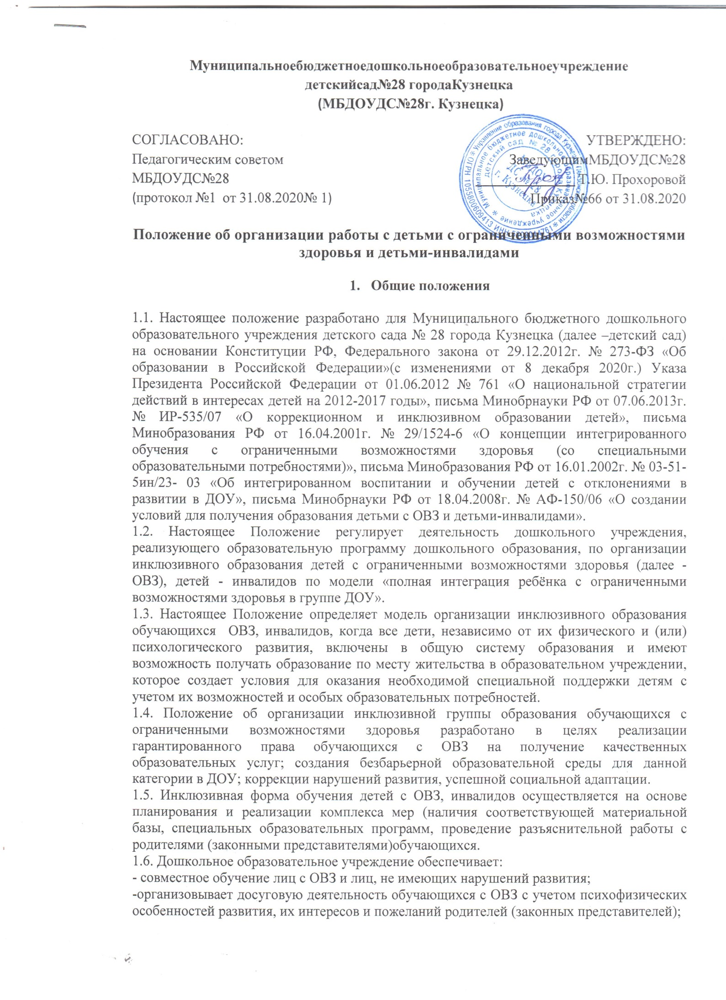 Муниципальноебюджетноедошкольноеобразовательноеучреждение
детскийсад№28 городаКузнецка
(МБДОУДС№28г. Кузнецка)
СОГЛАСОВАНО:
Педагогическим советом
МБДОУДС№28
(протокол №1 от 31.08.2020№ 1)
УТВЕРЖДЕНО:
ЗаведующимМБДОУДС№28
Т.Ю. Прохоровой
Приказ№66 от 31.08.2020
Управление образования города Кузнецка Пензенской области * ОГРН 1055800609413 ИНН
Муниципальное бюджетное дошкольное образовательное учреждение *
детский сад № 28 города Кузнецка
МБДОУ
ДС № 28
г. Кузнецка
Положение об организации работы с детьми с ограниченными возможностями
здоровья и детьми-инвалидами
1. Общие положения
1.1. Настоящее положение разработано для Муниципального бюджетного дошкольного
образовательного учреждения детского сада № 28 города Кузнецка (далее –детский сад)
на основании Конституции РФ, Федерального закона от 29.12.2012г. № 273-ФЗ «Об
образовании в Российской Федерации»(с изменениями от 8 декабря 2020г.) Указа
Президента Российской Федерации от 01.06.2012 № 761 «О национальной стратегии
действий в интересах детей на 2012-2017 годы», письма Минобрнауки РФ от 07.06.2013г.
№ ИР-535/07 «О коррекционном и инклюзивном образовании детей», письма
Минобразования РФ от 16.04.2001г. № 29/1524-6 «О концепции интегрированного
обучения с ограниченными возможностями здоровья (со специальными
образовательными потребностями)», письма Минобразования РФ от 16.01.2002г. № 03-51-
5ин/23- 03 «Об интегрированном воспитании и обучении детей с отклонениями в
развитии в ДОУ», письма Минобрнауки РФ от 18.04.2008г. № АФ-150/06 «О создании
условий для получения образования детьми с ОВЗ и детьми-инвалидами».
1.2. Настоящее Положение регулирует деятельность дошкольного учреждения,
реализующего образовательную программу дошкольного образования, по организации
инклюзивного образования детей с ограниченными возможностями здоровья (далее -
ОВЗ), детей - инвалидов по модели «полная интеграция ребёнка с ограниченными
возможностями здоровья в группе ДОУ».
1.3. Настоящее Положение определяет модель организации инклюзивного образования
обучающихся ОВЗ, инвалидов, когда все дети, независимо от их физического и (или)
психологического развития, включены в общую систему образования и имеют
возможность получать образование по месту жительства в образовательном учреждении,
которое создает условия для оказания необходимой специальной поддержки детям с
учетом их возможностей и особых образовательных потребностей.
1.4. Положение об организации инклюзивной группы образования обучающихся с
ограниченными возможностями здоровья разработано в целях реализации
гарантированного права обучающихся с ОВЗ на получение качественных
образовательных услуг; создания безбарьерной образовательной среды для данной
категории в ДОУ; коррекции нарушений развития, успешной социальной адаптации.
1.5. Инклюзивная форма обучения детей с ОВЗ, инвалидов осуществляется на основе
планирования и реализации комплекса мер (наличия соответствующей материальной
базы, специальных образовательных программ, проведение разъяснительной работы с
родителями (законными представителями)обучающихся.
1.6. Дошкольное образовательное учреждение обеспечивает:
- совместное обучение лиц с ОВЗ и лиц, не имеющих нарушений развития;
-организовывает досуговую деятельность обучающихся с ОВЗ с учетом психофизических
особенностей развития, их интересов и пожеланий родителей (законных представителей);